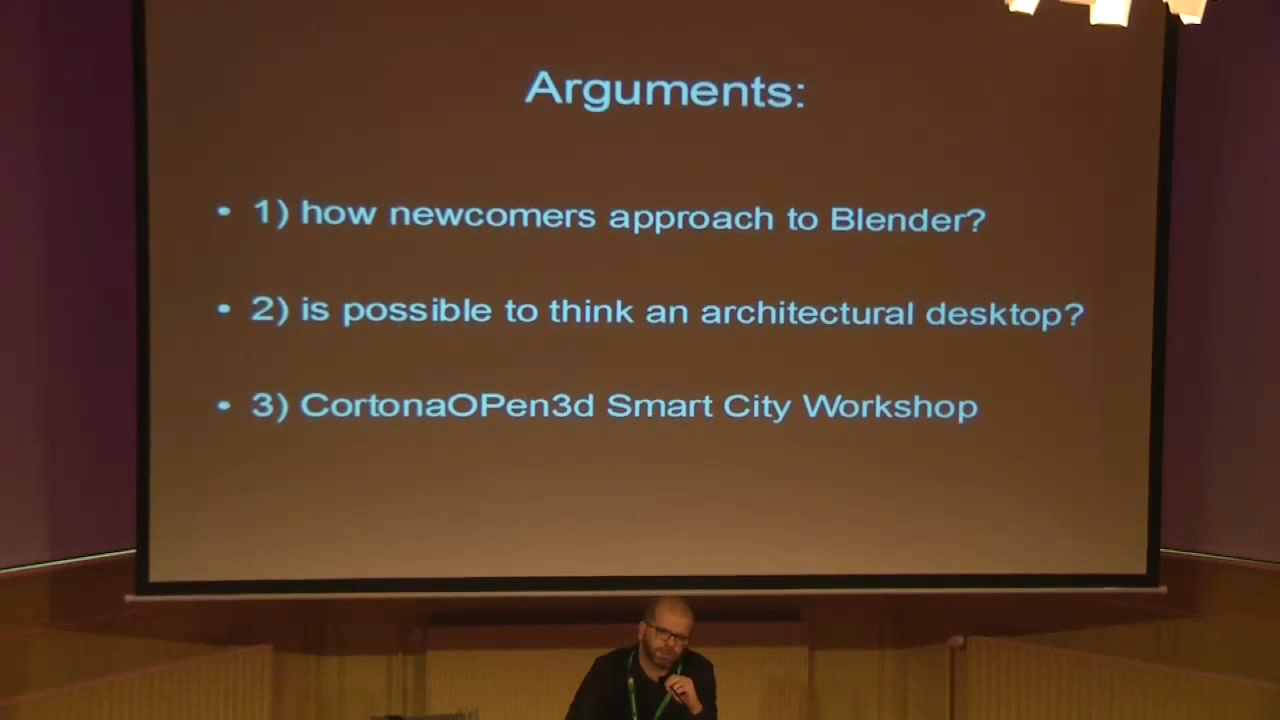 Arguments:
• 1) how newcomers approach to Blender?
• 2) is possible to think an architectural desktop?
• 3) CortonaOPen3d Smart City Workshop